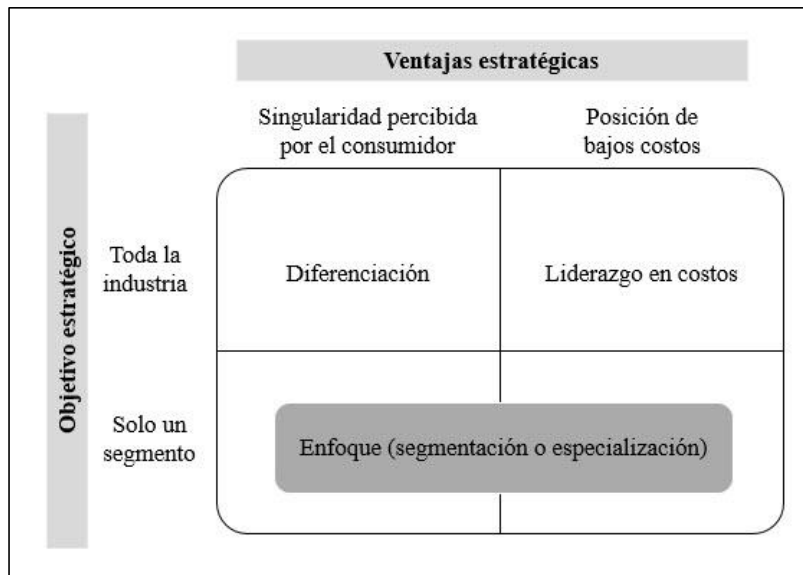 Ventajas estratégicas
Singularidad percibida
por el consumidor
Posición de
bajos costos
Objetivo estratégico
Toda la
industria
Diferenciación
Liderazgo en costos
Solo un
segmento
Enfoque (segmentación o especialización)